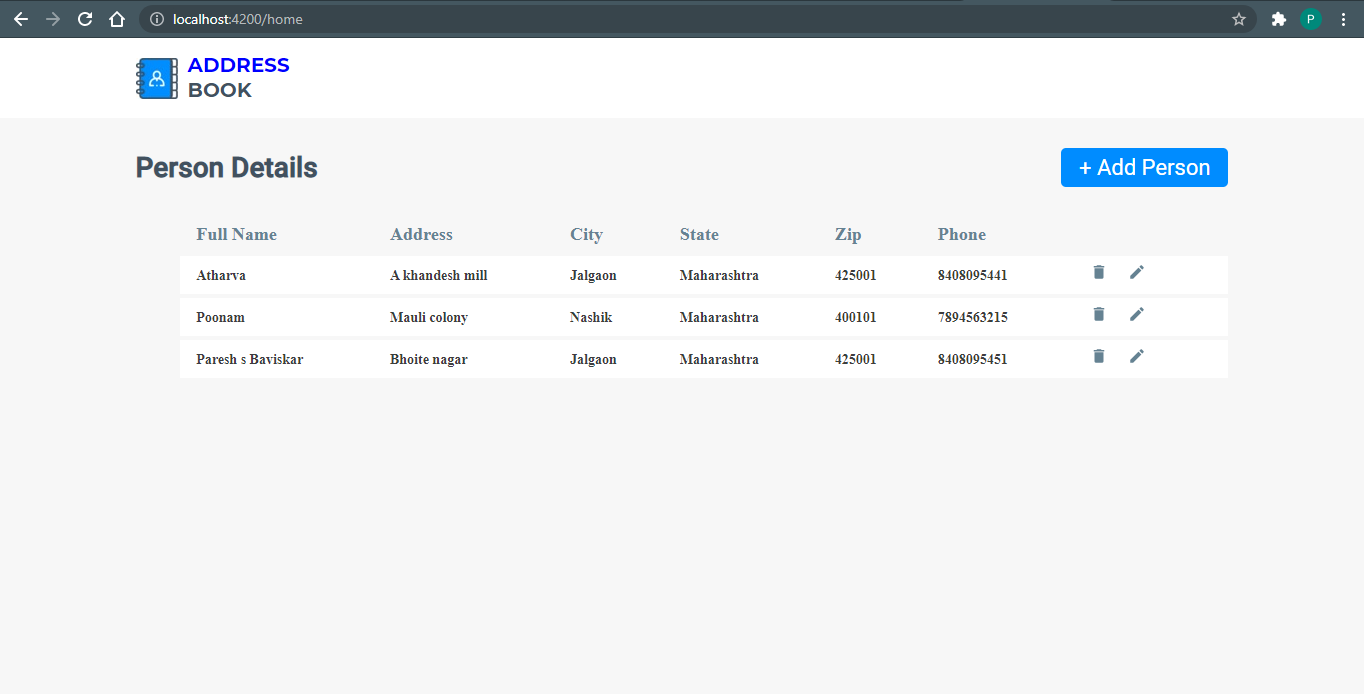 localhost:4200/home
P
ADDRESS
BOOK
Person Details
+ Add Person
Full Name Address City State Zip Phone
Atharva A khandesh mill Jalgaon Maharashtra 425001 8408095441
Poonam Mauli colony Nashik Maharashtra 400101 7894563215
Paresh s Baviskar Bhoite nagar Jalgaon Maharashtra 425001 8408095451